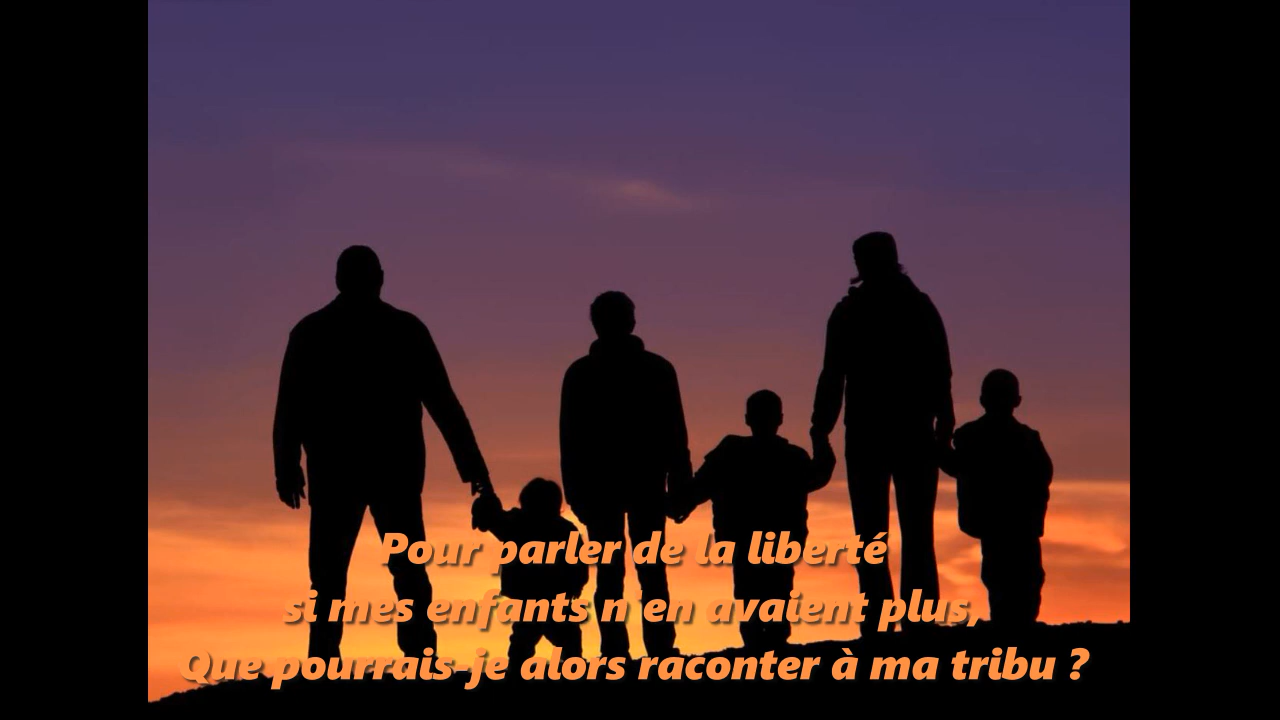 Pour parler de la liberté
si mes enfants n'en avaient plus,
Que pourrais-je alors raconter à ma tribu ?